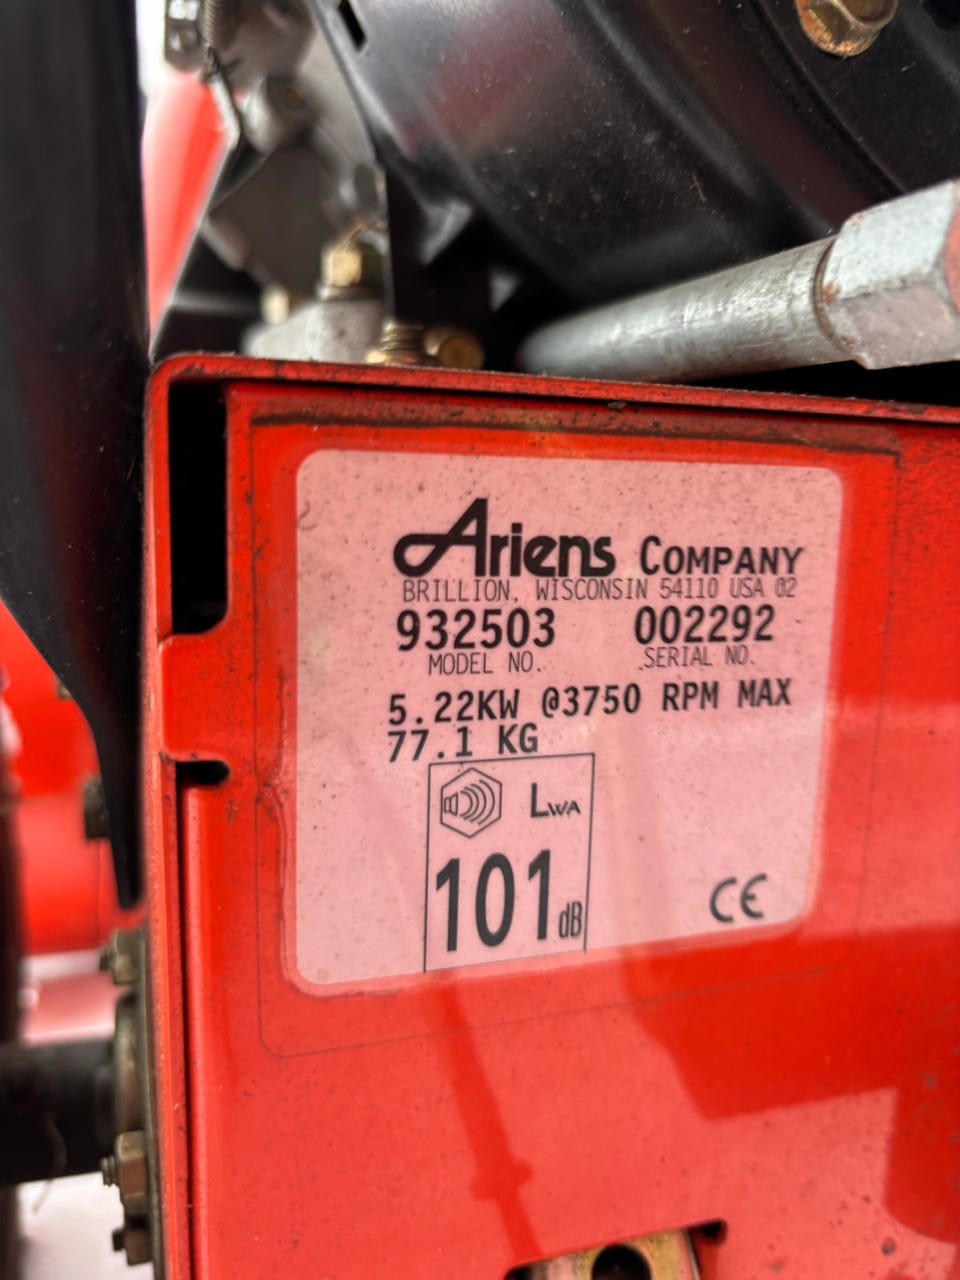 Ariens COMPANY
BRILLION, WISCONSIN 54110 USA 02
932503 002292
MODEL NO. SERIAL NO.
5.22KW @3750 RPM MAX
77.1 KG
LWA
101 dB
CE